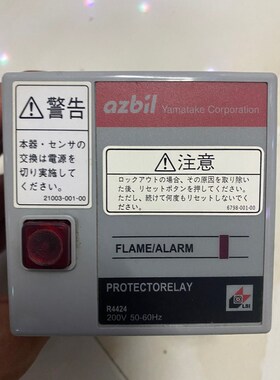 azbil Yamatake Corporation
警告
本器・センサの
交換は電源を
切り実施して
ください。
21003-001-00
注意
ロックアウトの場合、その原因を取り除い
た後、リセットボタンを押してください。
ただし、続けて何度もリセットしないでく
ださい。
6798-001-00
FLAME/ALARM
PROTECTORELAY
R4424
200V 50-60Hz